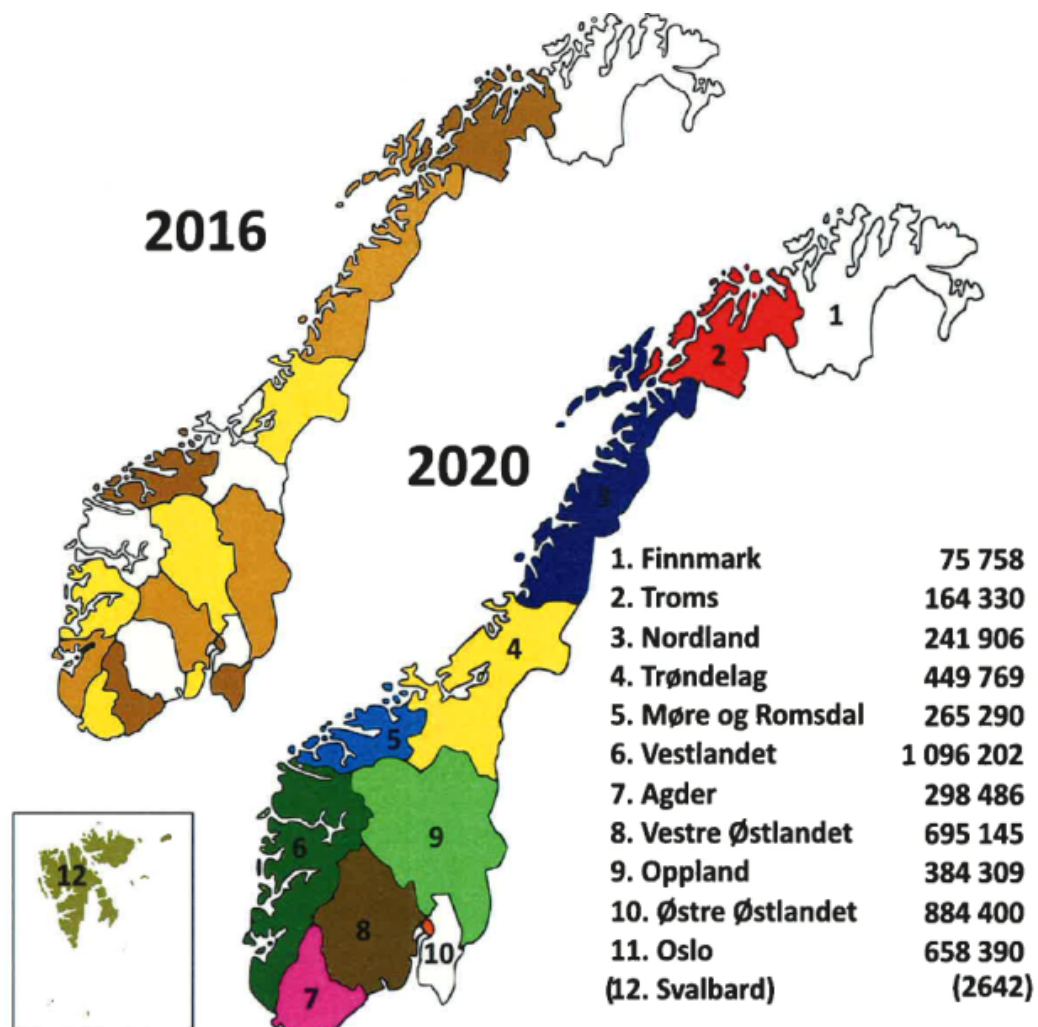 2016
2020
1
2
3
4
5
6
7
8
9
10
12
1. Finnmark 75 758
2. Troms 164 330
3. Nordland 241 906
4. Trøndelag 449 769
5. Møre og Romsdal 265 290
6. Vestlandet 1 096 202
7. Agder 298 486
8. Vestre Østlandet 695 145
9. Oppland 384 309
10. Østre Østlandet 884 400
11. Oslo 658 390
(12. Svalbard) (2642)